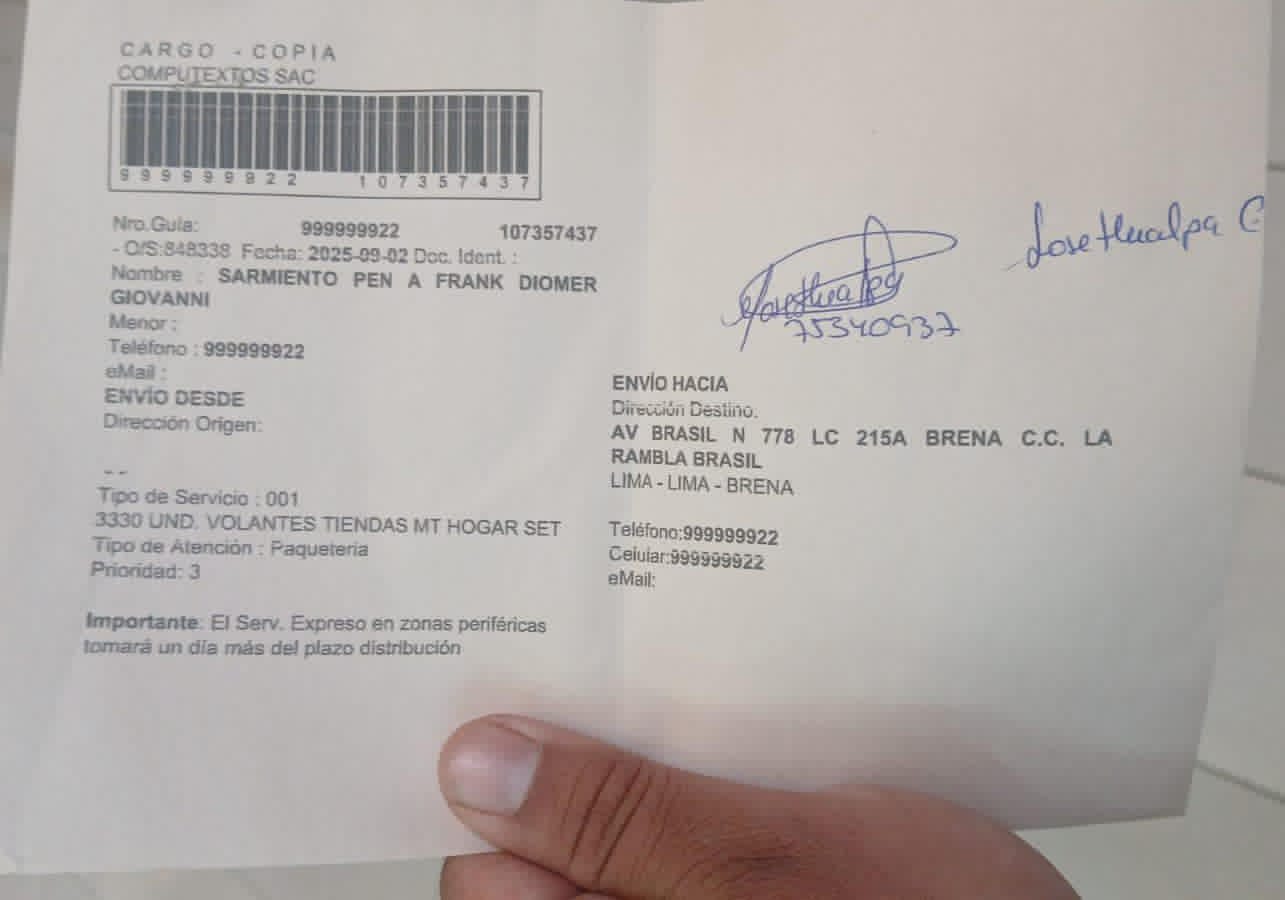 CARGO - COPIA
COMPUTEXTOS SAC
999999922 107357437
Nro.Guía: 999999922 107357437
- O/S:848338 Fecha: 2025-09-02 Doc. Ident. :
Nombre : SARMIENTO PEN A FRANK DIOMER
GIOVANNI
Menor :
Teléfono : 999999922
eMail :
ENVÍO DESDE
Dirección Origen:
- -
Tipo de Servicio : 001
3330 UND. VOLANTES TIENDAS MT HOGAR SET
Tipo de Atención : Paqueteria
Prioridad: 3
Importante: El Serv. Expreso en zonas periféricas
tomará un día más del plazo distribución
Jose Hualpa C
75340937
ENVÍO HACIA
Dirección Destino.
AV BRASIL N 778 LC 215A BRENA C.C. LA
RAMBLA BRASIL
LIMA - LIMA - BRENA
Teléfono:999999922
Celular:999999922
eMail: